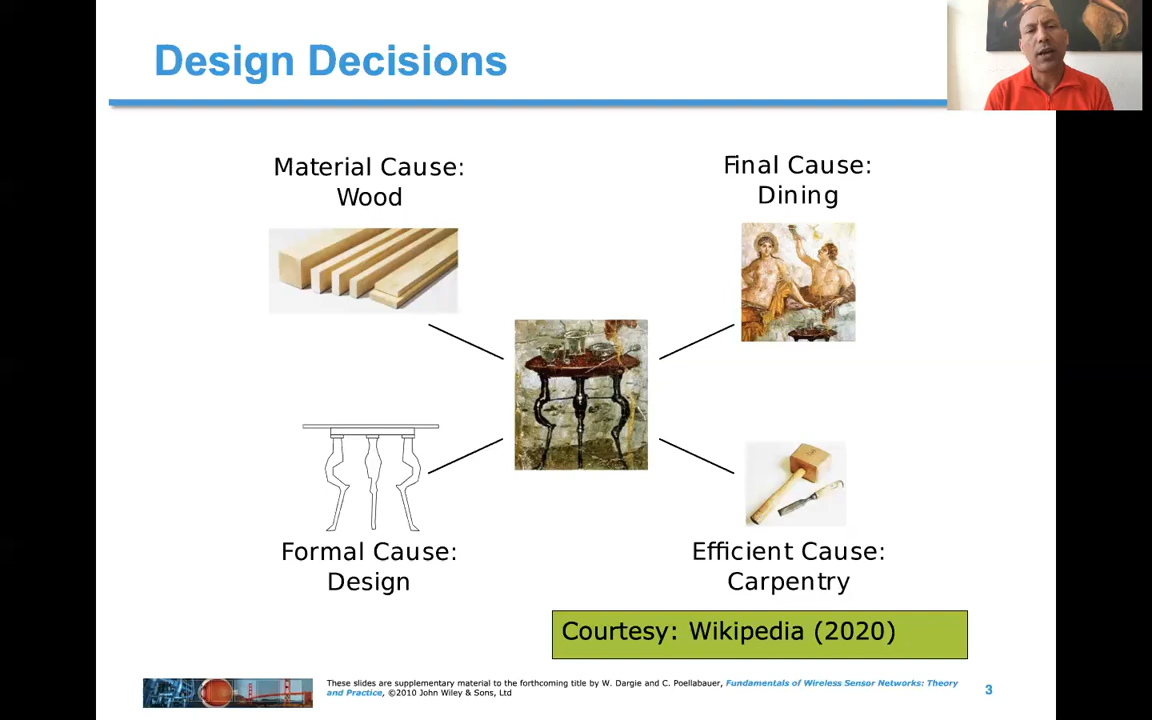 Design Decisions
Material Cause:
Wood
Final Cause:
Dining
Formal Cause:
Design
Efficient Cause:
Carpentry
Courtesy: Wikipedia (2020)
These slides are supplementary material to the forthcoming title by W. Dargie and C. Poellabauer, Fundamentals of Wireless Sensor Networks: Theory
and Practice, ©2010 John Wiley & Sons, Ltd
3